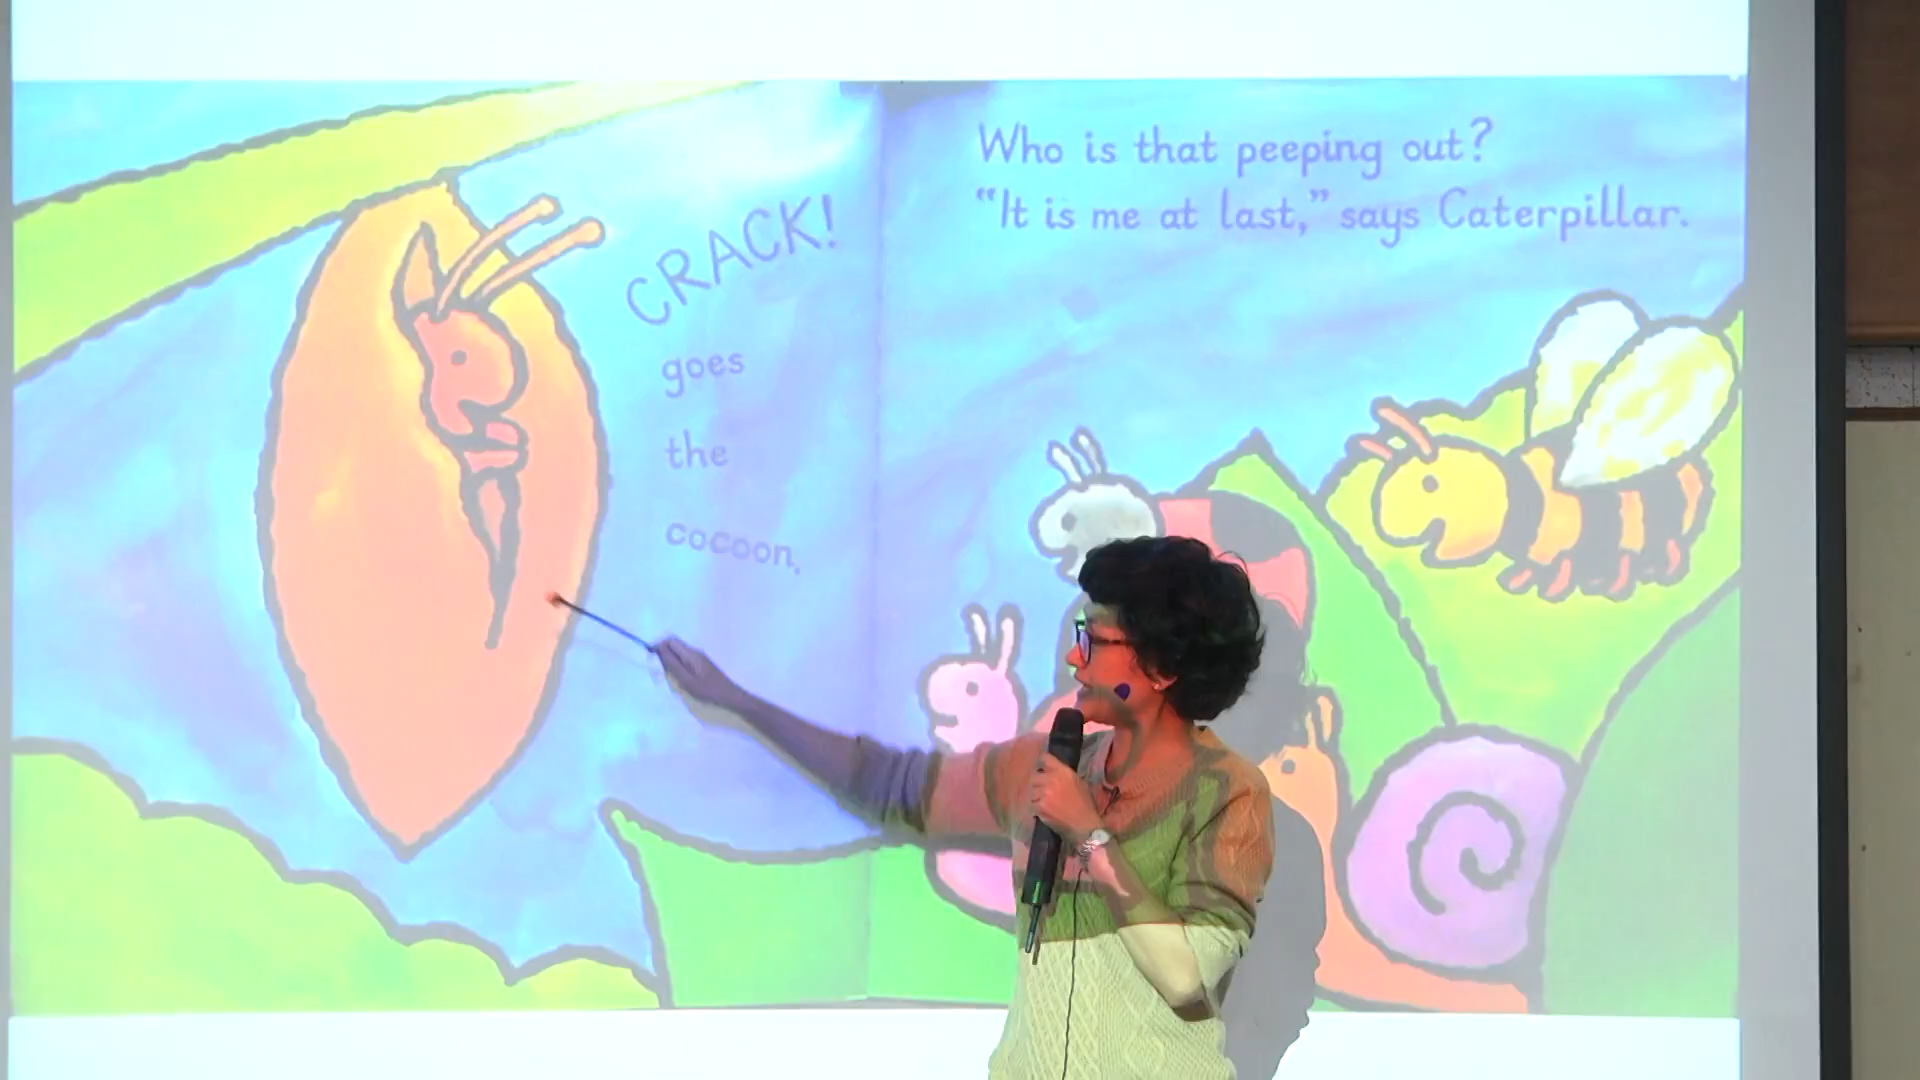 CRACK!
goes
the
cocoon.
Who is that peeping out?
“It is me at last,” says Caterpillar.